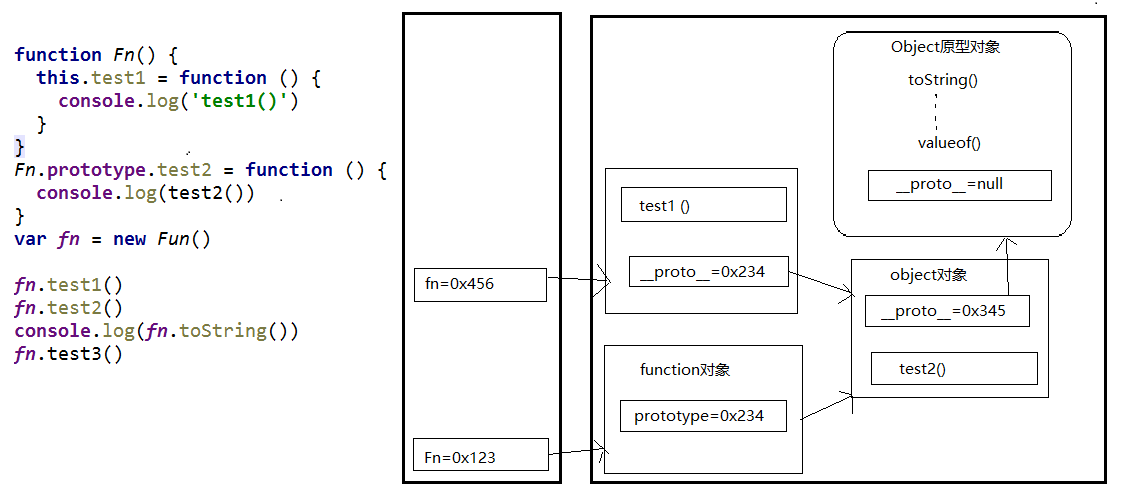 function Fn() {
this.test1 = function () {
console.log('test1()')
}
}
Fn.prototype.test2 = function () {
console.log(test2())
}
var fn = new Fun()
fn.test1()
fn.test2()
console.log(fn.toString())
fn.test3()
fn=0x456
Fn=0x123
test1 ()
__proto__=0x234
function对象
prototype=0x234
Object原型对象
toString()
valueof()
__proto__=null
object对象
__proto__=0x345
test2()